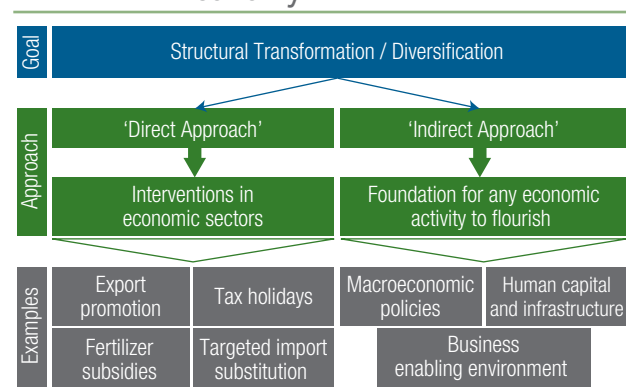 Goal
Structural Transformation / Diversification
Approach
'Direct Approach'
'Indirect Approach'
Interventions in
economic sectors
Foundation for any economic
activity to flourish
Examples
Export
promotion
Tax holidays
Macroeconomic
policies
Human capital
and infrastructure
Fertilizer
subsidies
Targeted import
substitution
Business
enabling environment